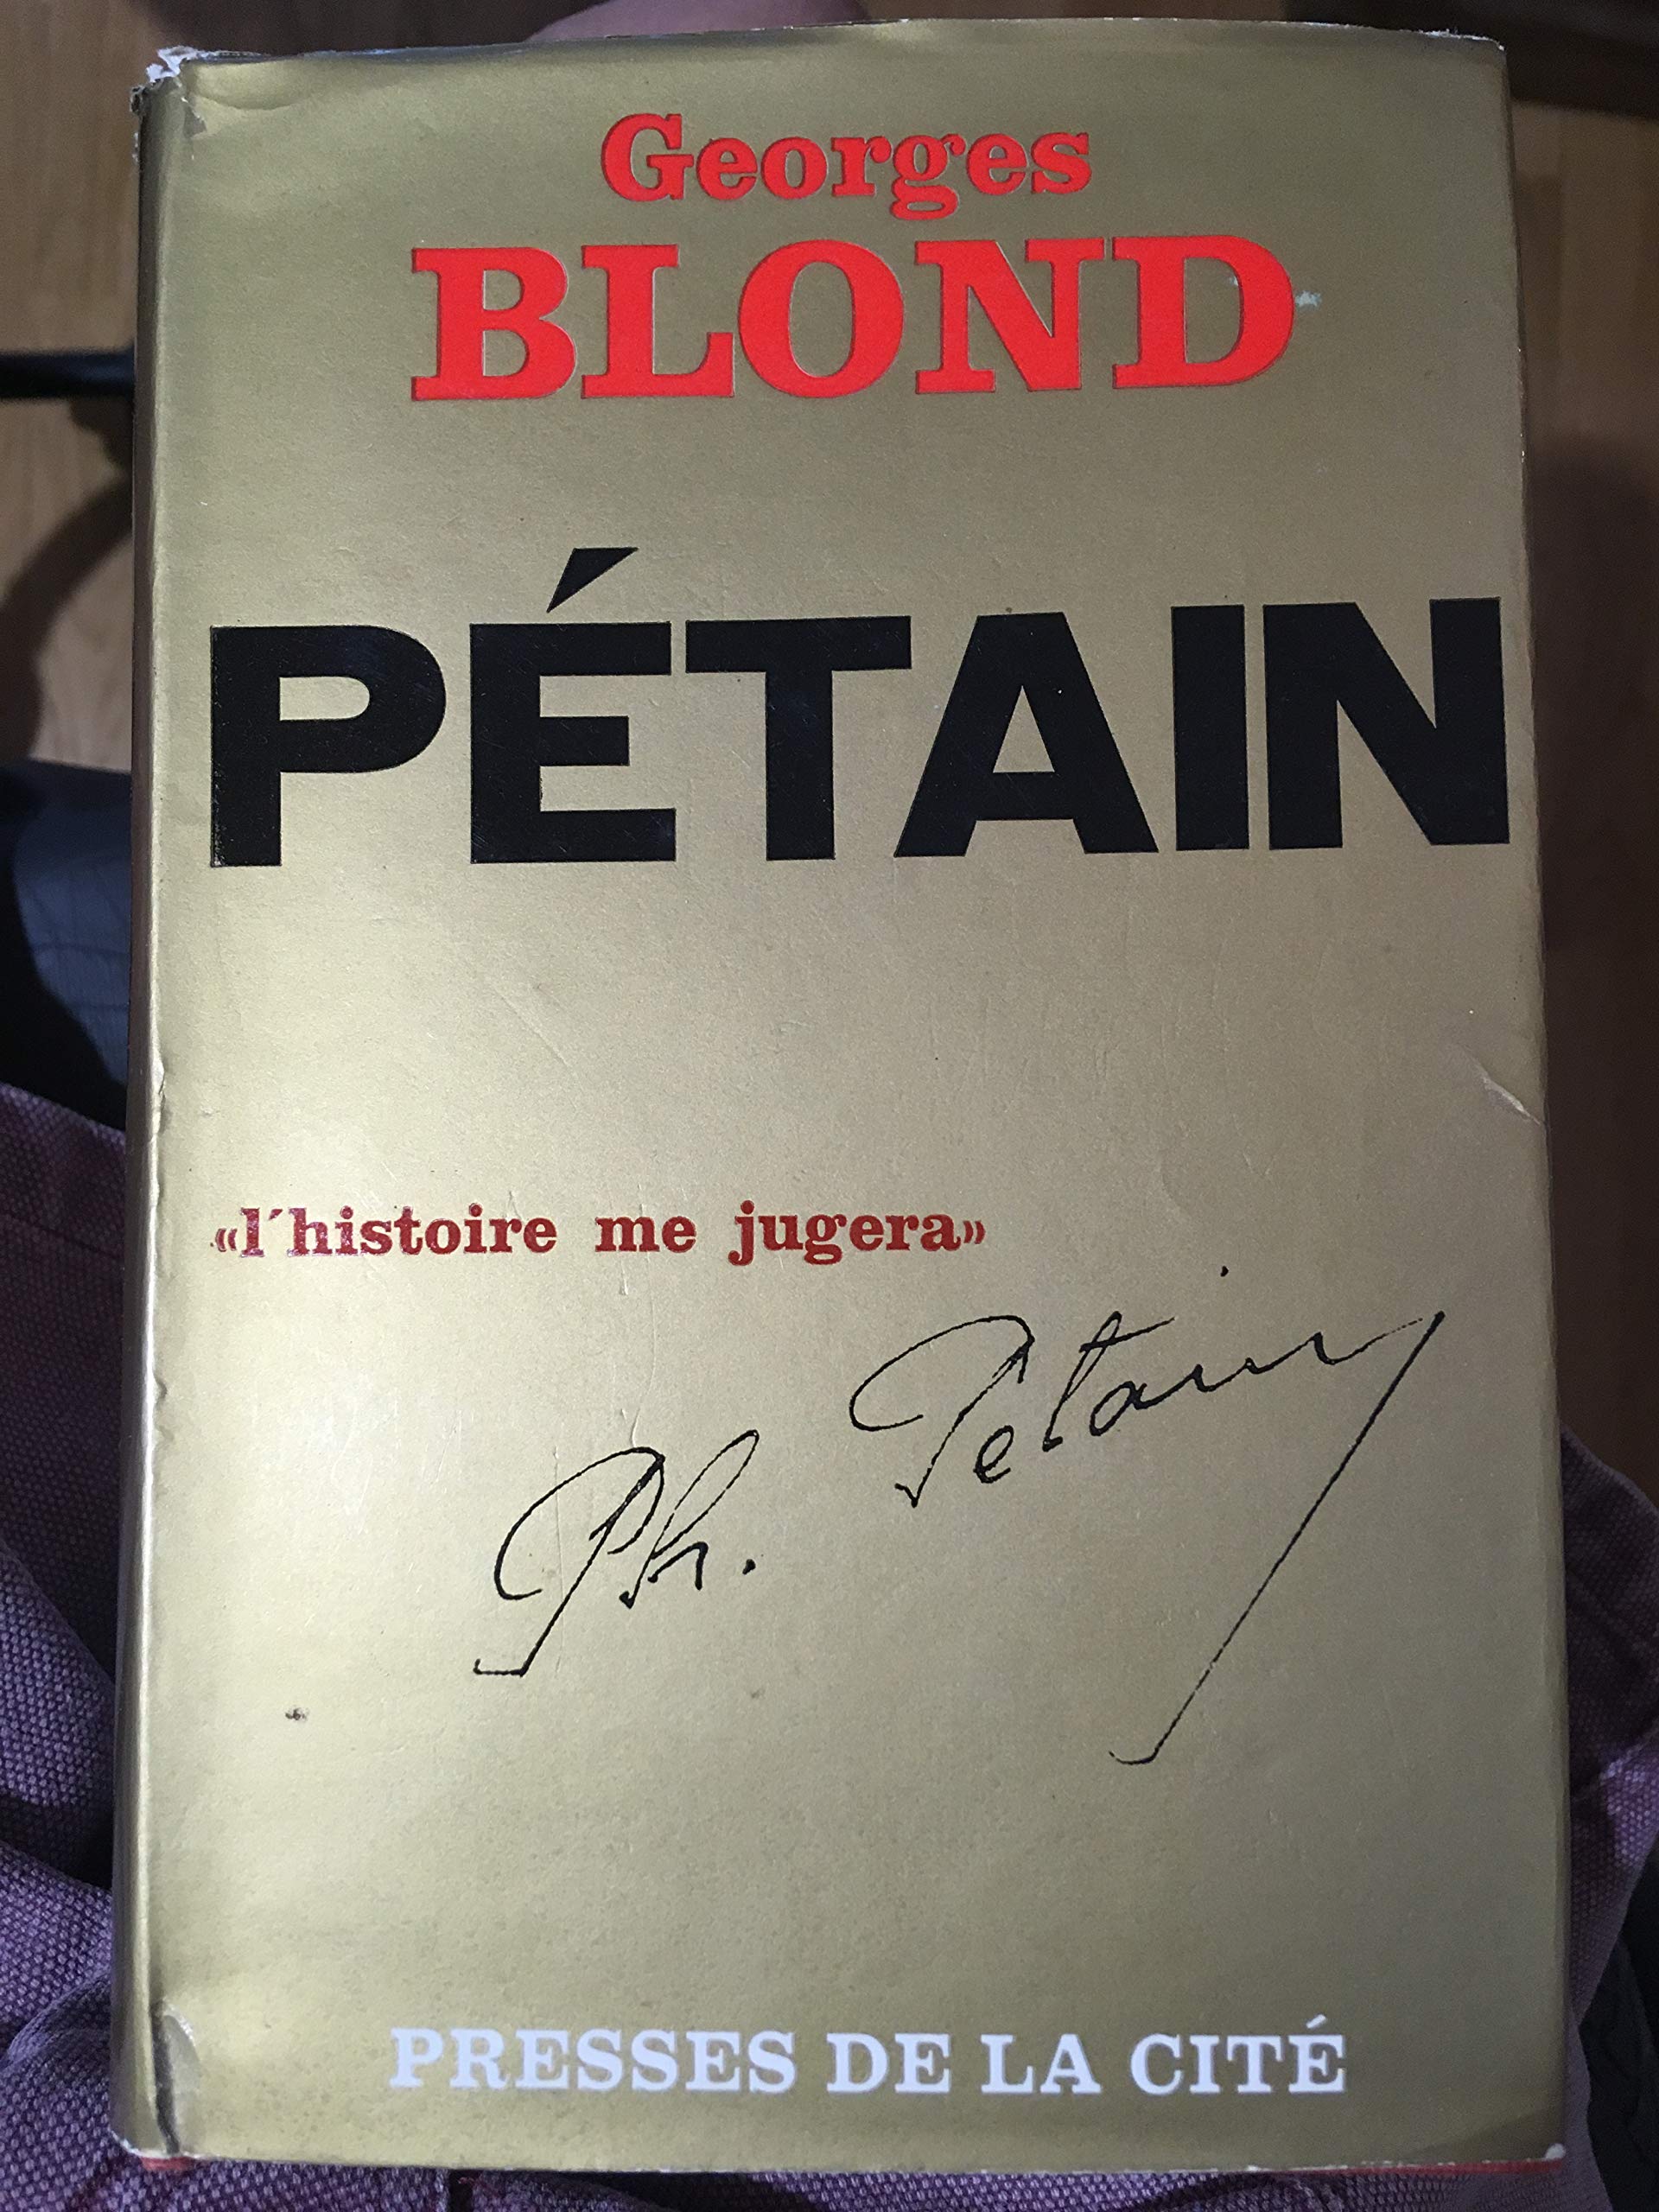 Georges
BLOND
PÉTAIN
«l'histoire me jugera»
Ph. Pétain
PRESSES DE LA CITÉ